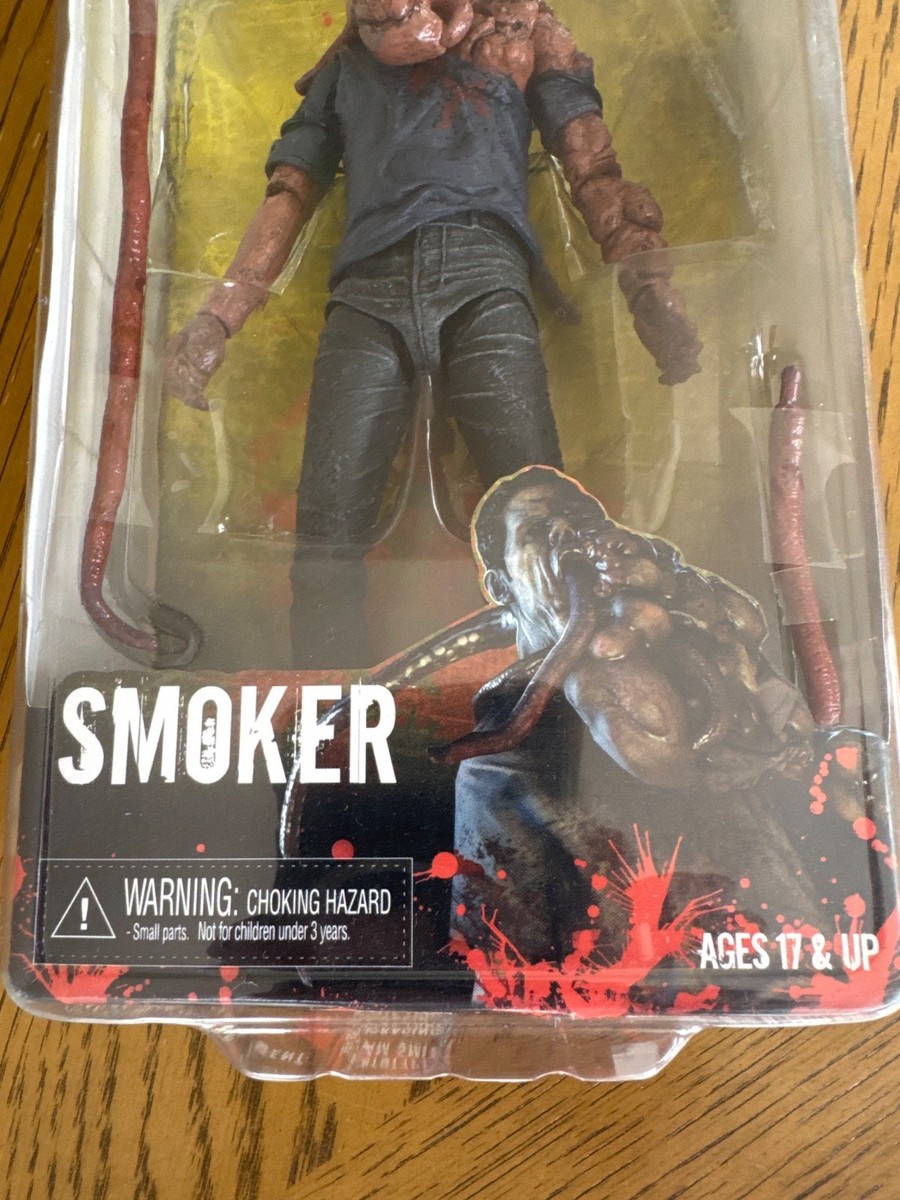 SMOKER
WARNING: CHOKING HAZARD
- Small parts. Not for children under 3 years.
AGES 17 & UP